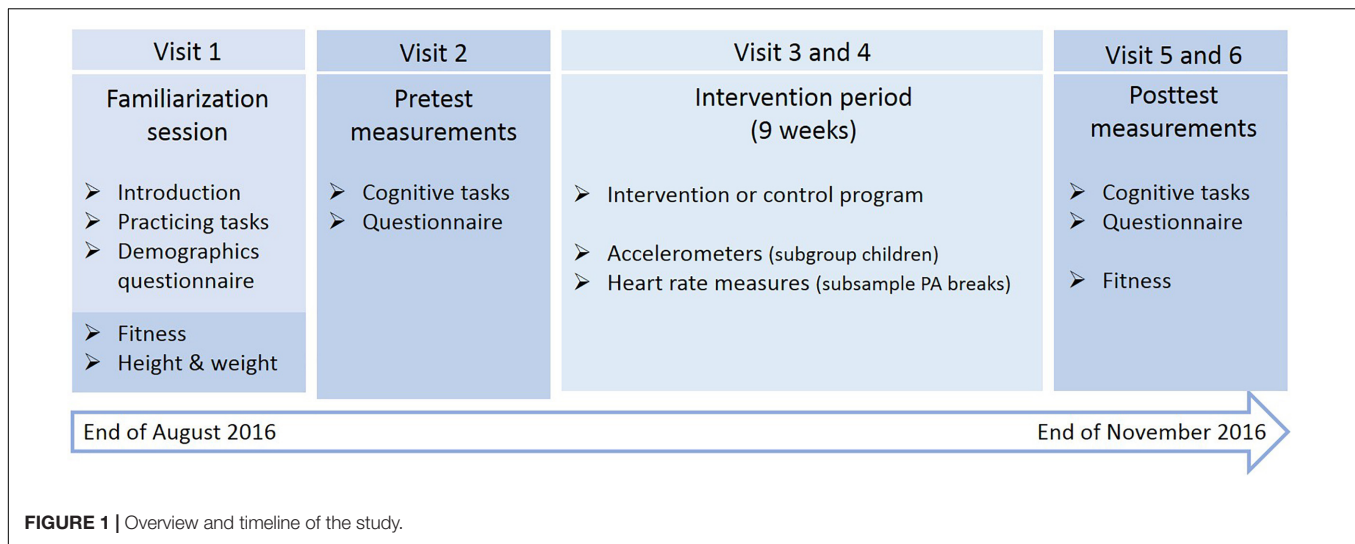 Visit 1
Familiarization
session
➢ Introduction
➢ Practicing tasks
➢ Demographics
questionnaire
➢ Fitness
➢ Height & weight
Visit 2
Pretest
measurements
➢ Cognitive tasks
➢ Questionnaire
Visit 3 and 4
Intervention period
(9 weeks)
➢ Intervention or control program
➢ Accelerometers (subgroup children)
➢ Heart rate measures (subsample PA breaks)
Visit 5 and 6
Posttest
measurements
➢ Cognitive tasks
➢ Questionnaire
➢ Fitness
End of August 2016
End of November 2016
FIGURE 1 | Overview and timeline of the study.